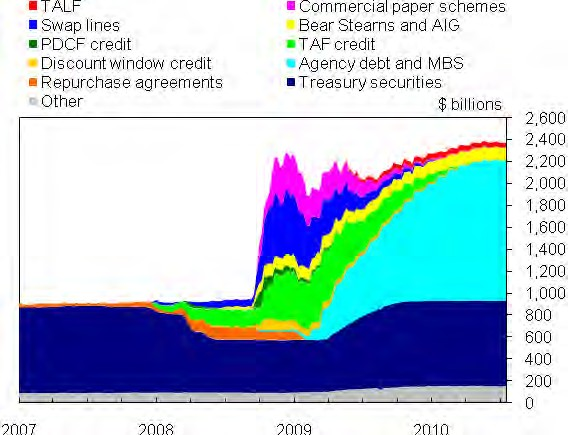 TALF Commercial paper schemes
Swap lines Bear Stearns and AIG
PDCF credit TAF credit
Discount window credit Agency debt and MBS
Repurchase agreements Treasury securities
Other
$ billions
2,600
2,400
2,200
2,000
1,800
1,600
1,400
1,200
1,000
800
600
400
200
0
2007 2008 2009 2010